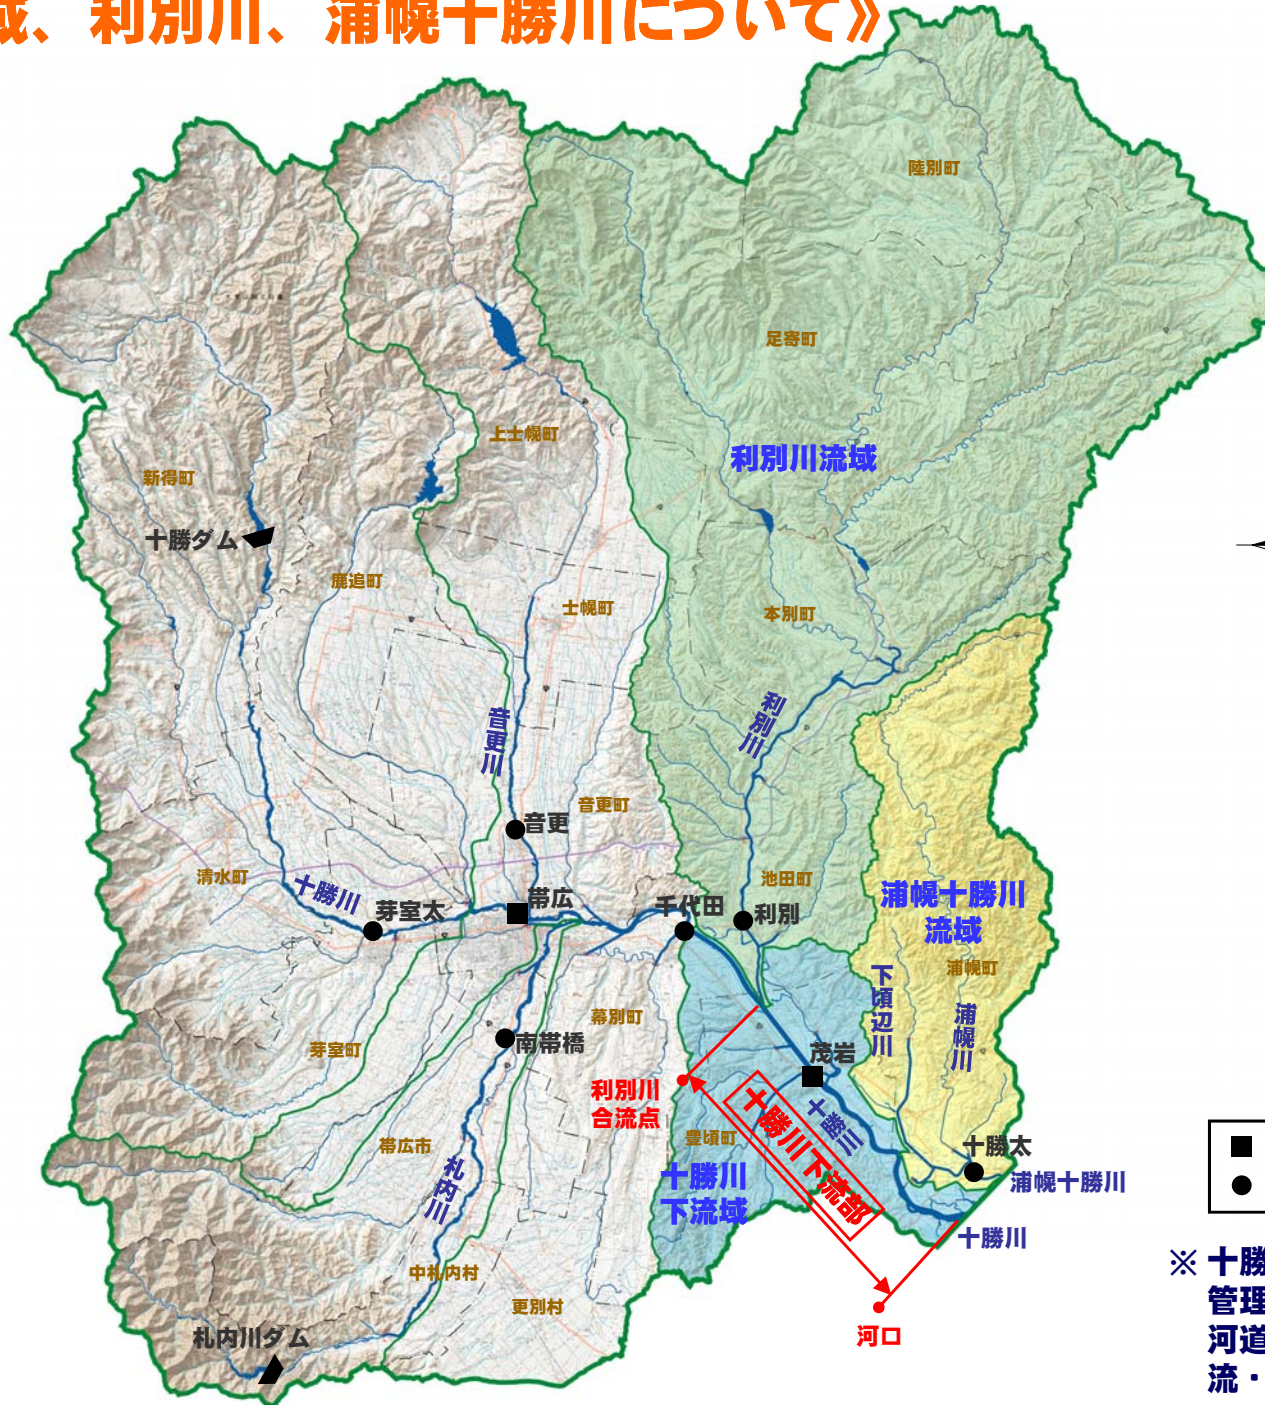 域、利別川、浦幌十勝川について》
陸別町
足寄町
上士幌町
利別川流域
新得町
十勝ダム
鹿追町
士幌町
本別町
利別川
音更川
音更町
音更
清水町
十勝川
池田町
浦幌十勝川
流域
芽室太
帯広
千代田
利別
浦幌町
下頃辺川
浦幌川
幕別町
南帯橋
芽室町
茂岩
利別川
合流点
十勝川下流部
十勝川
帯広市
豊頃町
十勝太
札内川
十勝川
下流域
浦幌十勝川
十勝川
中札内村
更別村
札内川ダム
河口
※ 十勝
管理
河道
流・